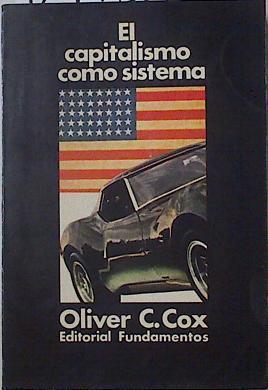 El
capitalismo
como sistema
Oliver C. Cox
Editorial Fundamentos